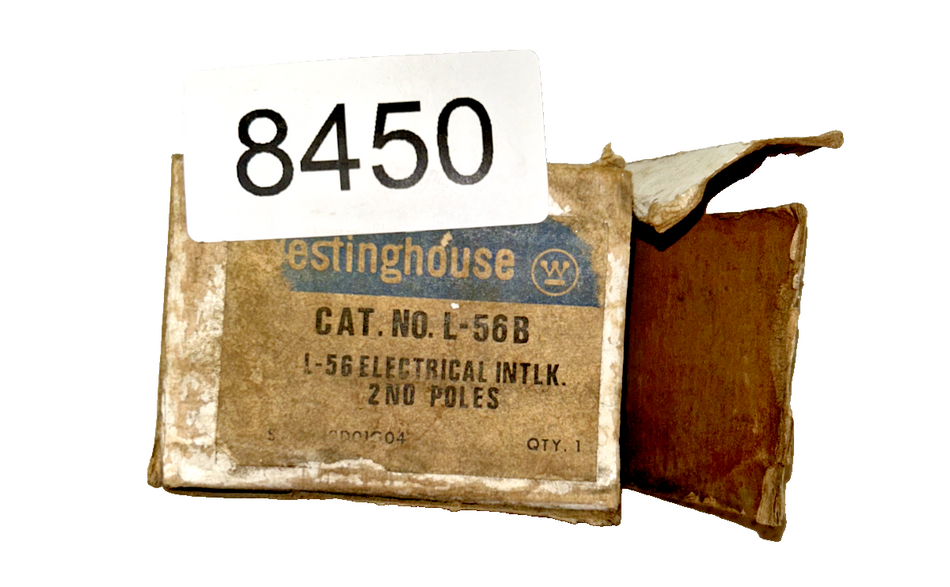 8450
estinghouse W
CAT. NO. L-56B
L-56 ELECTRICAL INTLK.
2 NO POLES
QTY. 1